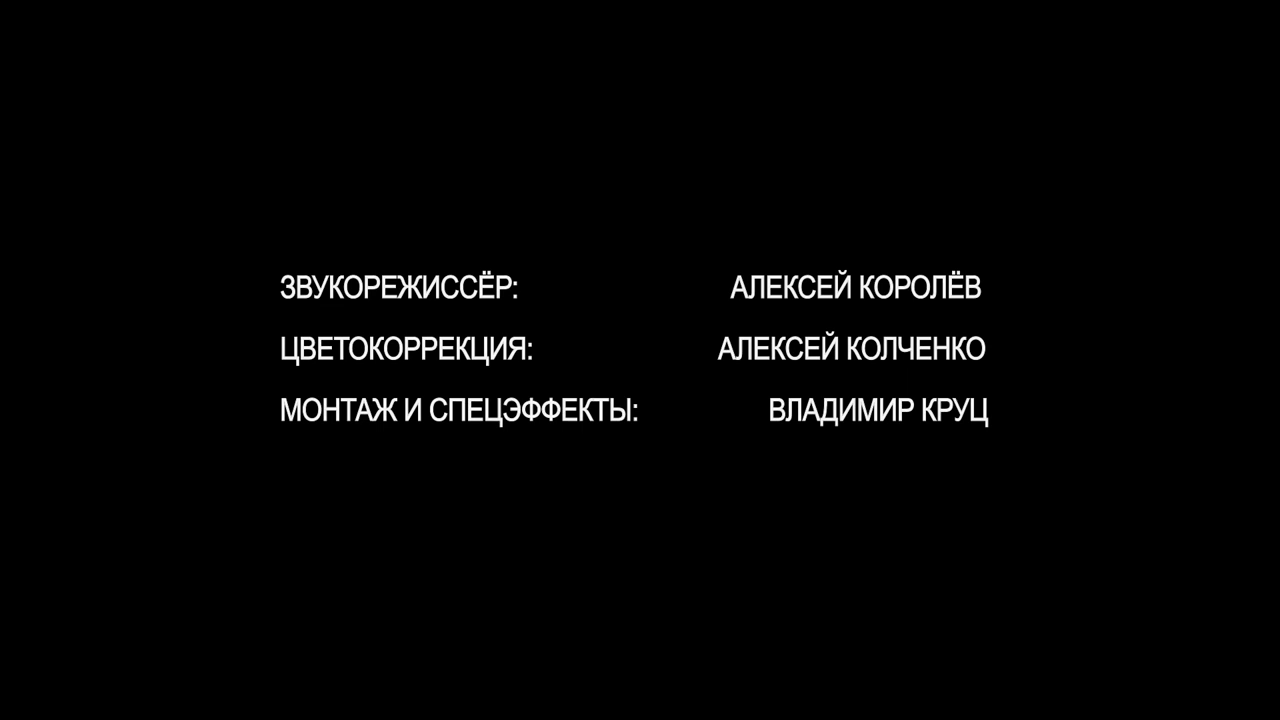 ЗВУКОРЕЖИССЁР: АЛЕКСЕЙ КОРОЛЁВ
ЦВЕТОКОРРЕКЦИЯ: АЛЕКСЕЙ КОЛЧЕНКО
МОНТАЖ И СПЕЦЭФФЕКТЫ: ВЛАДИМИР КРУЦ